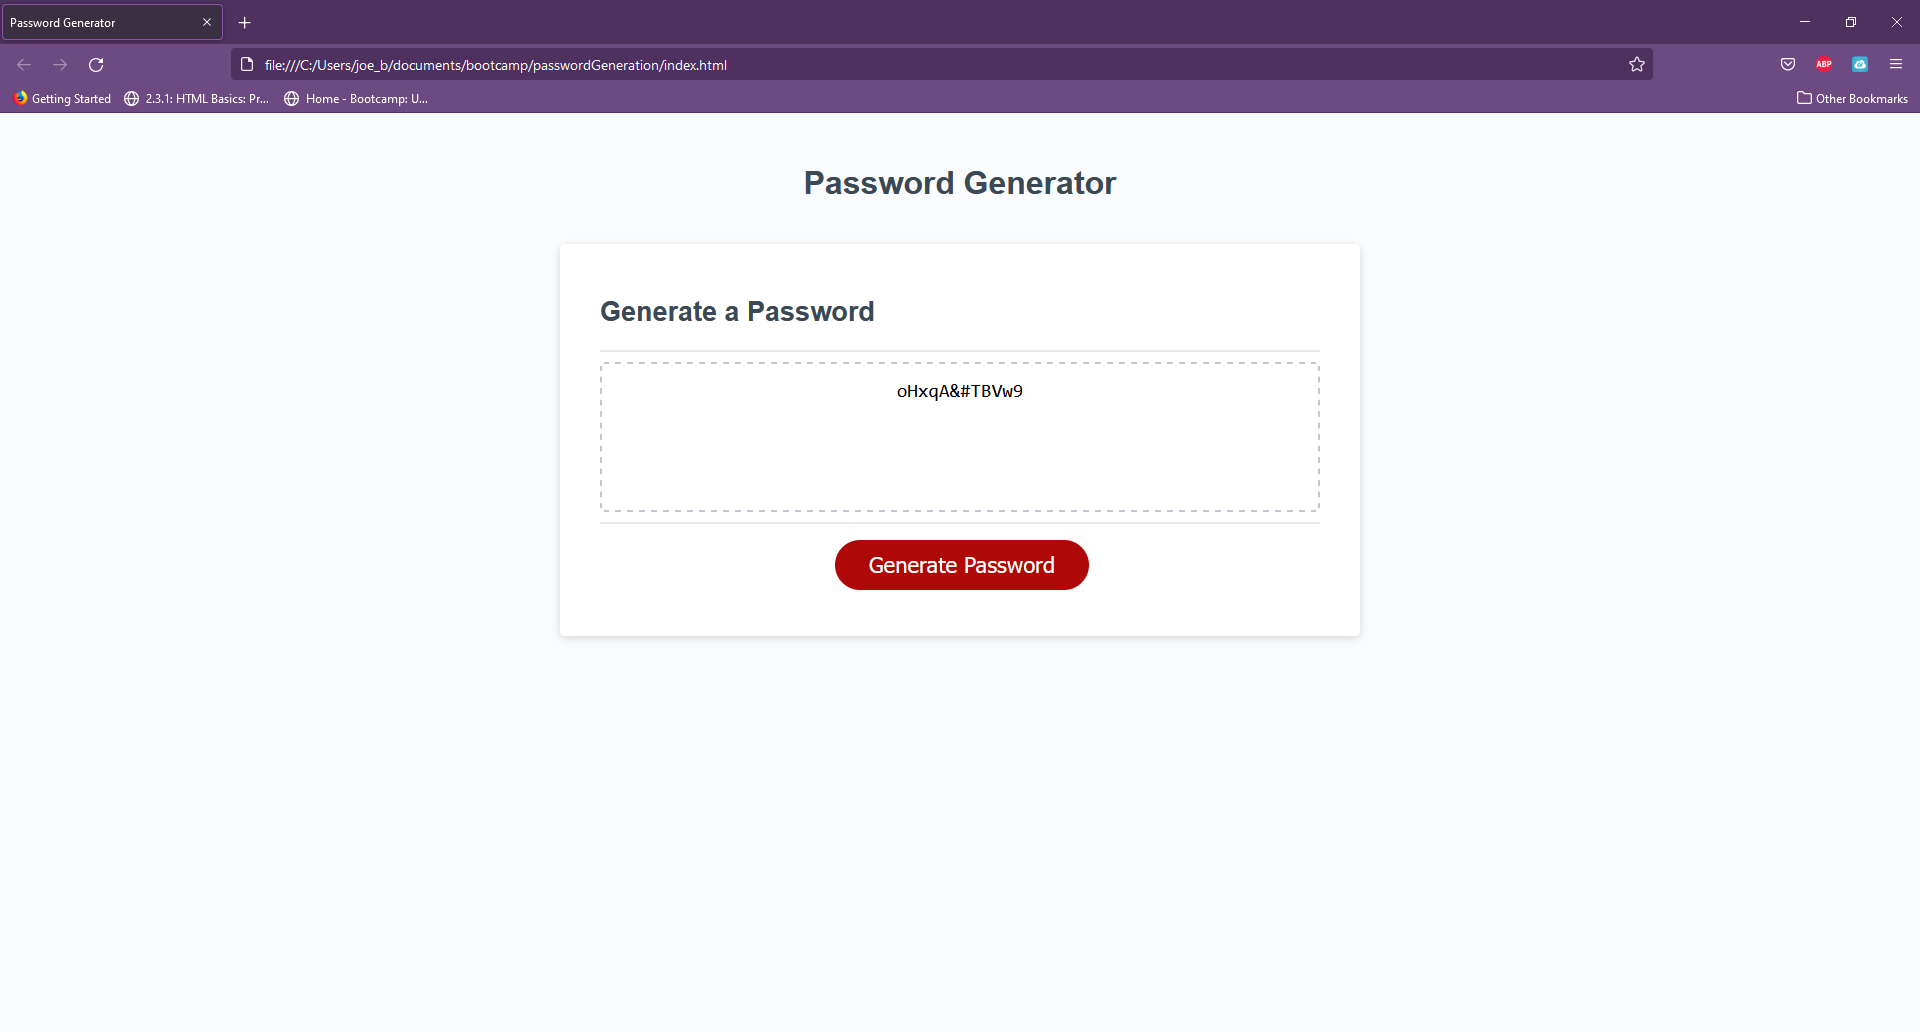 Password Generator
file:///C:/Users/joe_b/documents/bootcamp/passwordGeneration/index.html
ABP
Getting Started
2.3.1: HTML Basics: Pr...
Home - Bootcamp: U...
Other Bookmarks
Password Generator
Generate a Password
oHxqA&#TBVw9
Generate Password